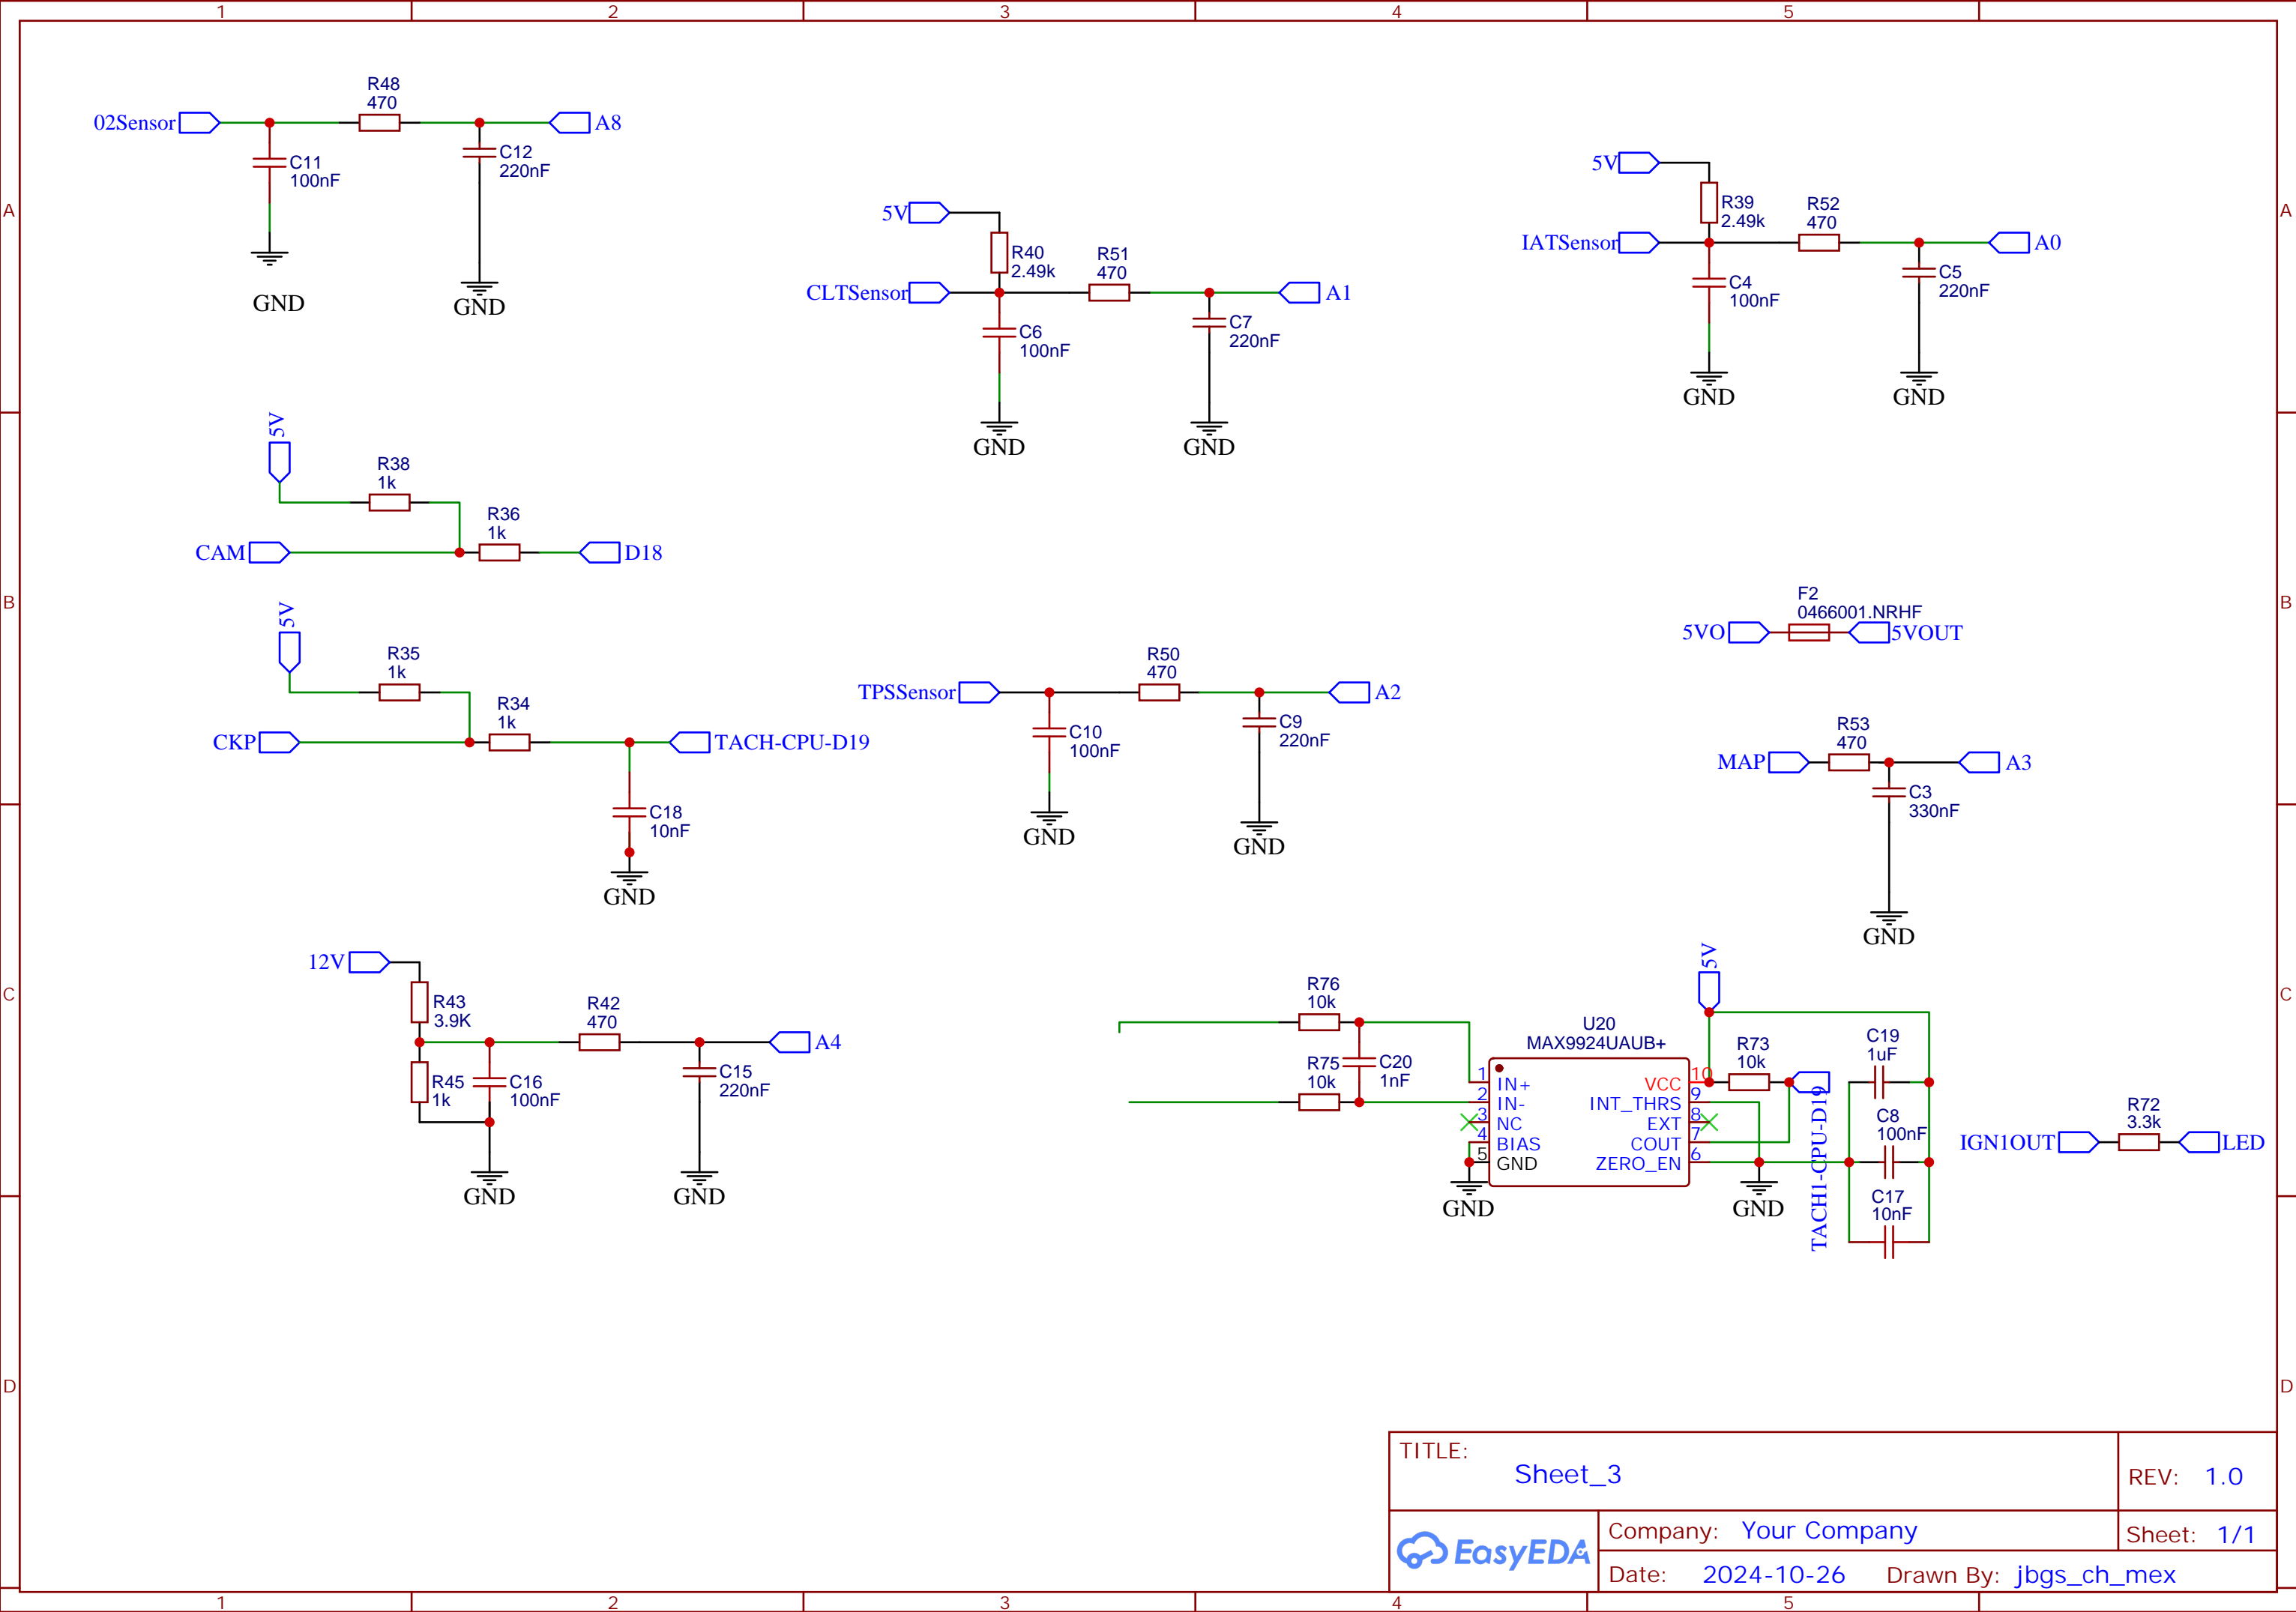 1 2 3 4 5
R48
470
02Sensor
A8
C11
100nF
C12
220nF
GND
GND
A
A
5V
R40
2.49k
R51
470
CLTSensor
A1
C6
100nF
C7
220nF
GND
GND
5V
R39
2.49k
R52
470
IATSensor
A0
C4
100nF
C5
220nF
GND
GND
5V
R38
1k
R36
1k
CAM
D18
B
B
5V
R35
1k
R34
1k
CKP
TACH-CPU-D19
C18
10nF
GND
R50
470
TPSSensor
A2
C10
100nF
C9
220nF
GND
GND
F2
0466001.NRHF
5VO
5VOUT
R53
470
MAP
A3
C3
330nF
GND
12V
R43
3.9K
R42
470
A4
R45
1k
C16
100nF
C15
220nF
GND
GND
C
C
R76
10k
R75
10k
C20
1nF
U20
MAX9924UAUB+
1 IN+
2 IN-
3 NC
4 BIAS
5 GND
VCC 10
INT_THRS 9
EXT 8
COUT 7
ZERO_EN 6
GND
GND
5V
R73
10k
TACH1-CPU-D19
C19
1uF
C8
100nF
C17
10nF
R72
3.3k
IGN1OUT
LED
D
D
TITLE:
Sheet_3
REV: 1.0
EasyEDA
Company: Your Company
Sheet: 1/1
Date: 2024-10-26
Drawn By: jbgs_ch_mex
1 2 3 4 5